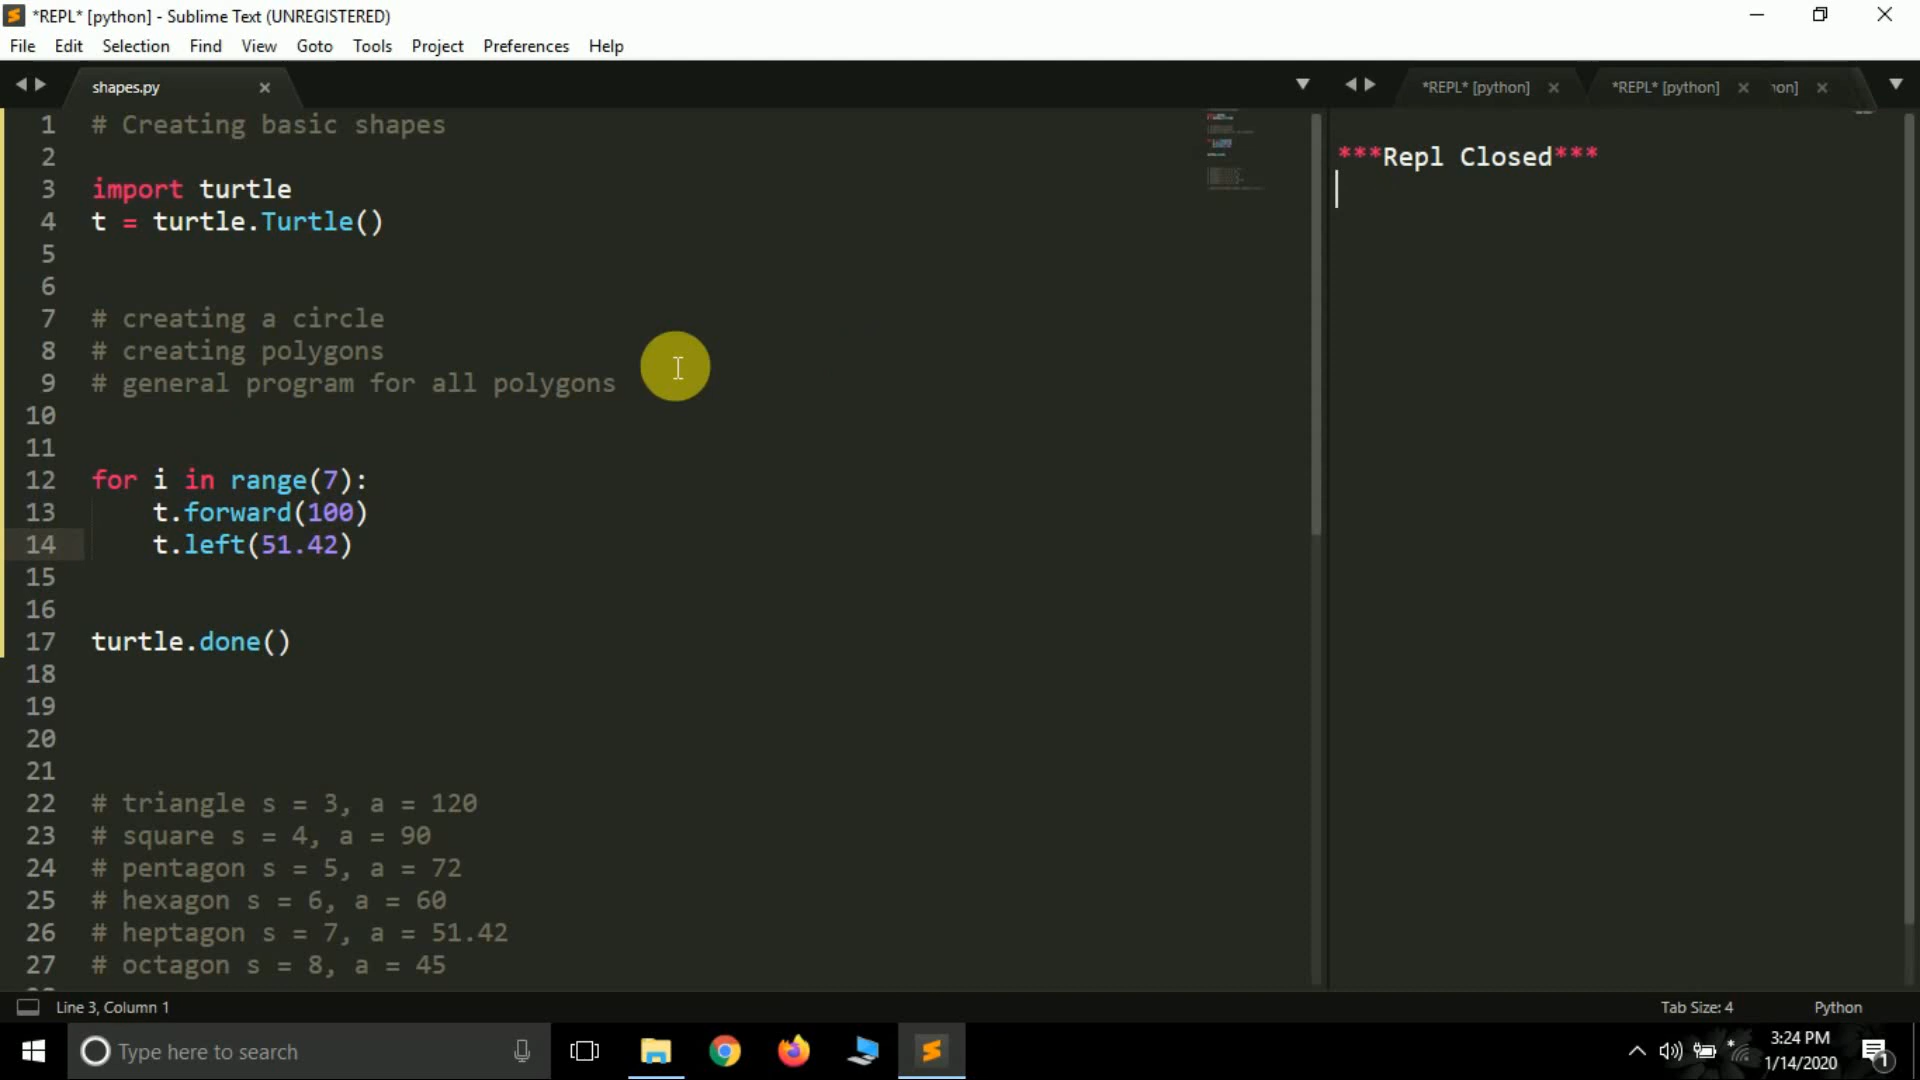 *REPL* [python] - Sublime Text (UNREGISTERED)
File Edit Selection Find View Goto Tools Project Preferences Help
shapes.py
*REPL* [python]
*REPL* [python]
on]
1 # Creating basic shapes
2
3 import turtle
4 t = turtle.Turtle()
5
6
7 # creating a circle
8 # creating polygons
9 # general program for all polygons
10
11
12 for i in range(7):
13 t.forward(100)
14 t.left(51.42)
15
16
17 turtle.done()
18
19
20
21
22 # triangle s = 3, a = 120
23 # square s = 4, a = 90
24 # pentagon s = 5, a = 72
25 # hexagon s = 6, a = 60
26 # heptagon s = 7, a = 51.42
27 # octagon s = 8, a = 45
***Repl Closed***
Line 3, Column 1
Tab Size: 4
Python
Type here to search
3:24 PM
1/14/2020
1